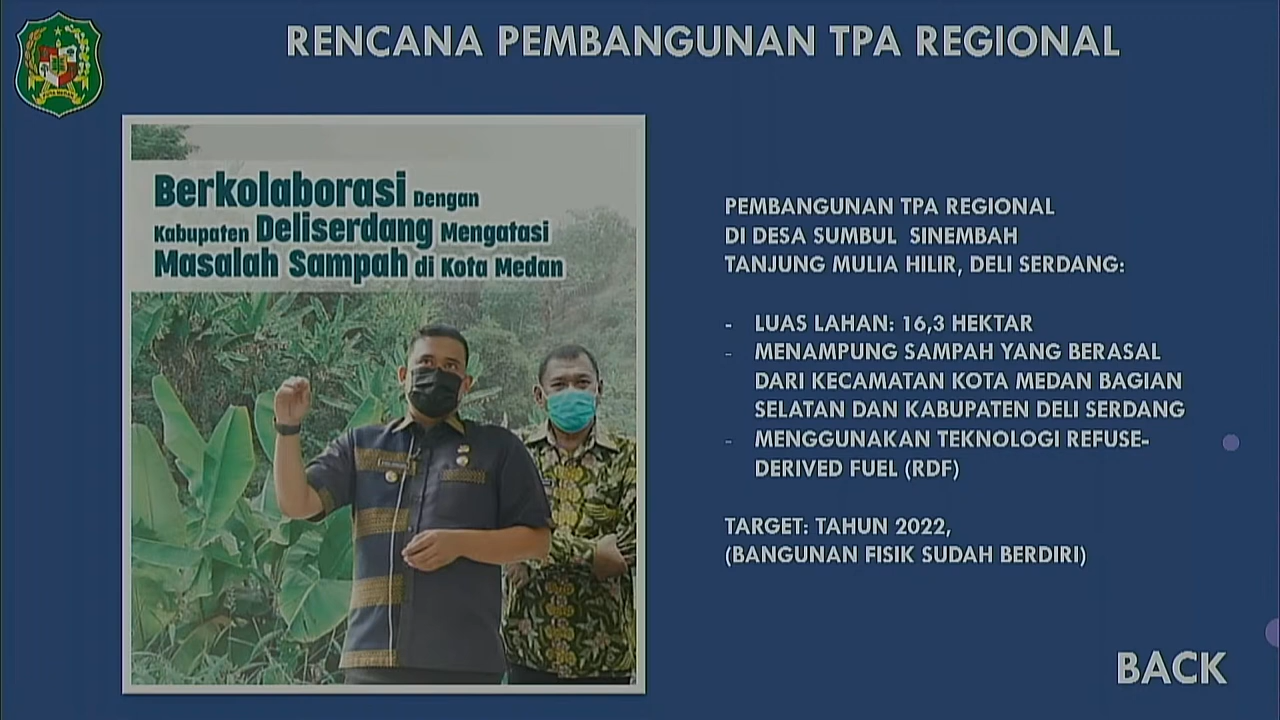 RENCANA PEMBANGUNAN TPA REGIONAL
Berkolaborasi Dengan
Kabupaten Deliserdang Mengatasi
Masalah Sampah di Kota Medan
PEMBANGUNAN TPA REGIONAL
DI DESA SUMBUL SINEMBAH
TANJUNG MULIA HILIR, DELI SERDANG:
- LUAS LAHAN: 16,3 HEKTAR
- MENAMPUNG SAMPAH YANG BERASAL
DARI KECAMATAN KOTA MEDAN BAGIAN
SELATAN DAN KABUPATEN DELI SERDANG
- MENGGUNAKAN TEKNOLOGI REFUSE-
DERIVED FUEL (RDF)
TARGET: TAHUN 2022,
(BANGUNAN FISIK SUDAH BERDIRI)
BACK